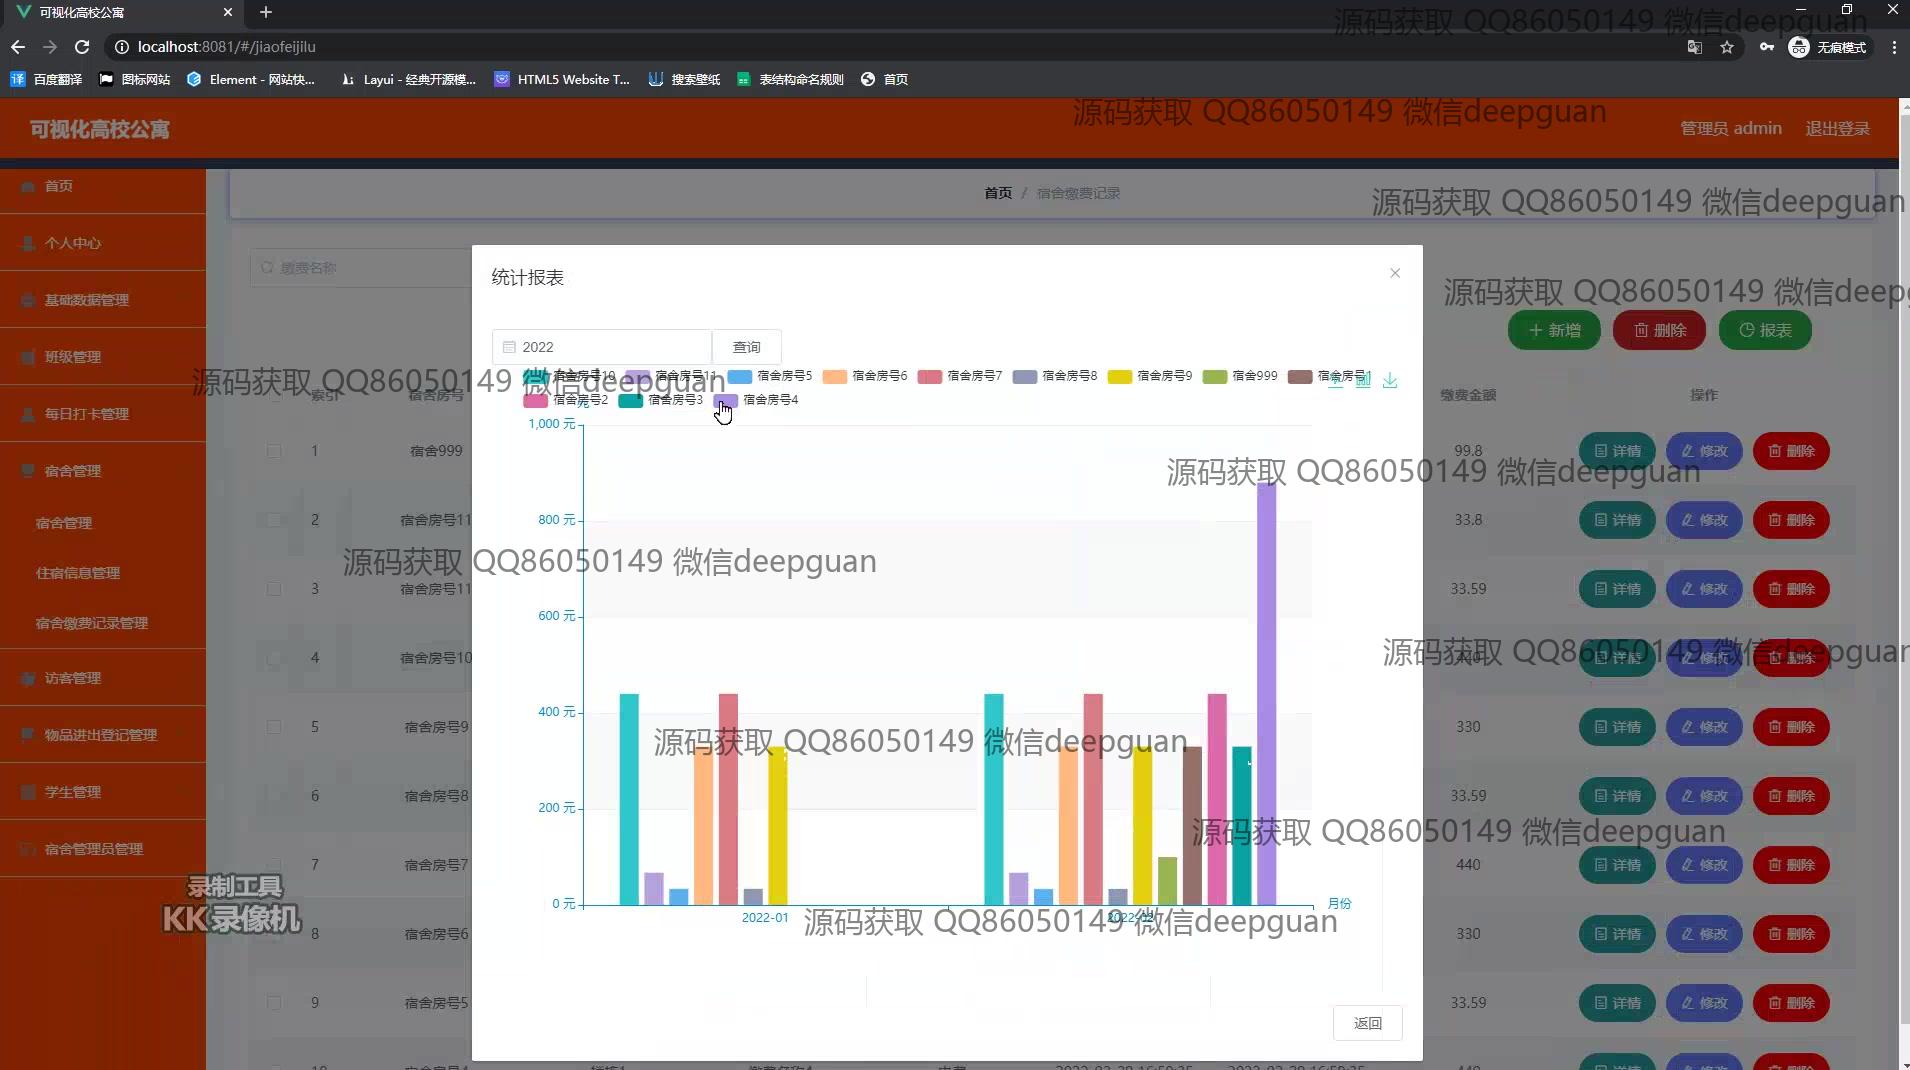 可视化高校公寓
源码获取 QQ86050149 微信deepguan
localhost:8081/#/jiaofeijilu
无痕模式
百度翻译 图标网站 Element - 网站快... Layui - 经典开源模... HTML5 Website T... 搜索壁纸 表结构命名规则 首页
源码获取 QQ86050149 微信deepguan
可视化高校公寓
管理员 admin 退出登录
首页
首页 / 宿舍缴费记录
源码获取 QQ86050149 微信deepguan
个人中心
缴费名称
统计报表
源码获取 QQ86050149 微信deep
基础数据管理
新增 删除 报表
2022 查询
班级管理
宿舍房号10 宿舍房号11 宿舍房号5 宿舍房号6 宿舍房号7 宿舍房号8 宿舍房号9 宿舍999 宿舍房号1
源码获取 QQ86050149 微信deepguan
索引 宿舍房号 缴费金额 操作
宿舍房号2 宿舍房号3 宿舍房号4
元
每日打卡管理
1,000 元
1 宿舍999 99.8 详情 修改 删除
宿舍管理
源码获取 QQ86050149 微信deepguan
宿舍管理
2 宿舍房号11 800 元 33.8 详情 修改 删除
源码获取 QQ86050149 微信deepguan
住宿信息管理
3 宿舍房号11 33.59 详情 修改 删除
宿舍缴费记录管理
600 元
源码获取 QQ86050149 微信deepguan
4 宿舍房号10 440 详情 修改 删除
访客管理
400 元
物品进出登记管理
5 宿舍房号9 330 详情 修改 删除
源码获取 QQ86050149 微信deepguan
学生管理
6 宿舍房号8 33.59 详情 修改 删除
200 元
源码获取 QQ86050149 微信deepguan
宿舍管理员管理
7 宿舍房号7 440 详情 修改 删除
录制工具
KK录像机
0 元 月份
2022-01 2022-02
源码获取 QQ86050149 微信deepguan
8 宿舍房号6 330 详情 修改 删除
9 宿舍房号5 33.59 详情 修改 删除
返回